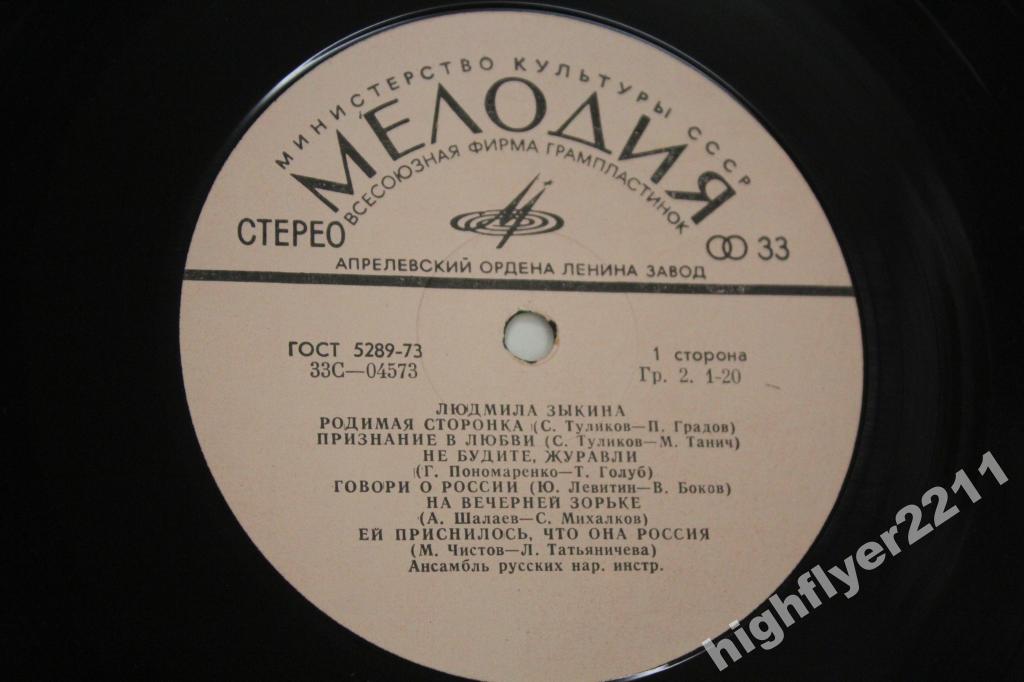 МИНИСТЕРСТВО КУЛЬТУРЫ СССР
МЕЛОДИЯ
ВСЕСОЮЗНАЯ ФИРМА ГРАМПЛАСТИНОК
СТЕРЕО
33
АПРЕЛЕВСКИЙ ОРДЕНА ЛЕНИНА ЗАВОД
ГОСТ 5289-73
1 сторона
33С—04573
Гр. 2. 1-20
ЛЮДМИЛА ЗЫКИНА
РОДИМАЯ СТОРОНКА (С. Туликов—П. Градов)
ПРИЗНАНИЕ В ЛЮБВИ (С. Туликов—М. Танич)
НЕ БУДИТЕ, ЖУРАВЛИ
(Г. Пономаренко—Т. Голуб)
ГОВОРИ О РОССИИ (Ю. Левитин—В. Боков)
НА ВЕЧЕРНЕЙ ЗОРЬКЕ
(А. Шалаев—С. Михалков)
ЕЙ ПРИСНИЛОСЬ, ЧТО ОНА РОССИЯ
(М. Чистов—Л. Татьяничева)
Ансамбль русских нар. инстр.
highflyer2211